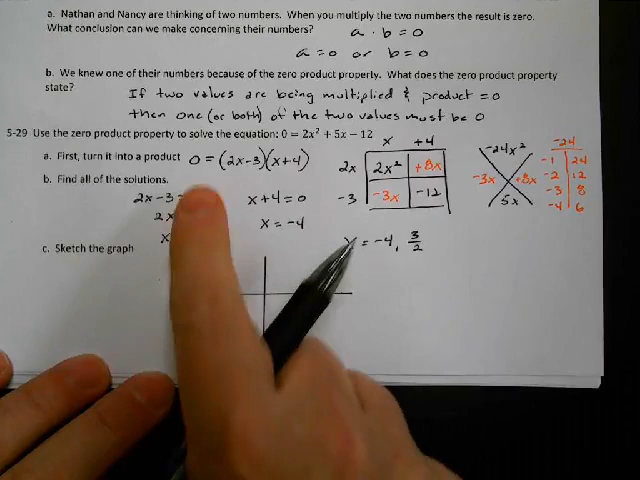 a. Nathan and Nancy are thinking of two numbers. When you multiply the two numbers the result is zero.
What conclusion can we make concerning their numbers? a · b = 0
a = 0 or b = 0
b. We knew one of their numbers because of the zero product property. What does the zero product property
state? If two values are being multiplied & product = 0
then one (or both) of the two values must be 0
5-29 Use the zero product property to solve the equation: 0 = 2x² + 5x − 12
a. First, turn it into a product 0 = (2x-3)(x+4)
b. Find all of the solutions.
2x-3 =
2x
x
x+4=0
x = -4
x = -4, 3/2
x +4
2x 2x² +8x
-3 -3x -12
-24x²
-3x +8x
5x
-24
-1 24
-2 12
-3 8
-4 6
c. Sketch the graph